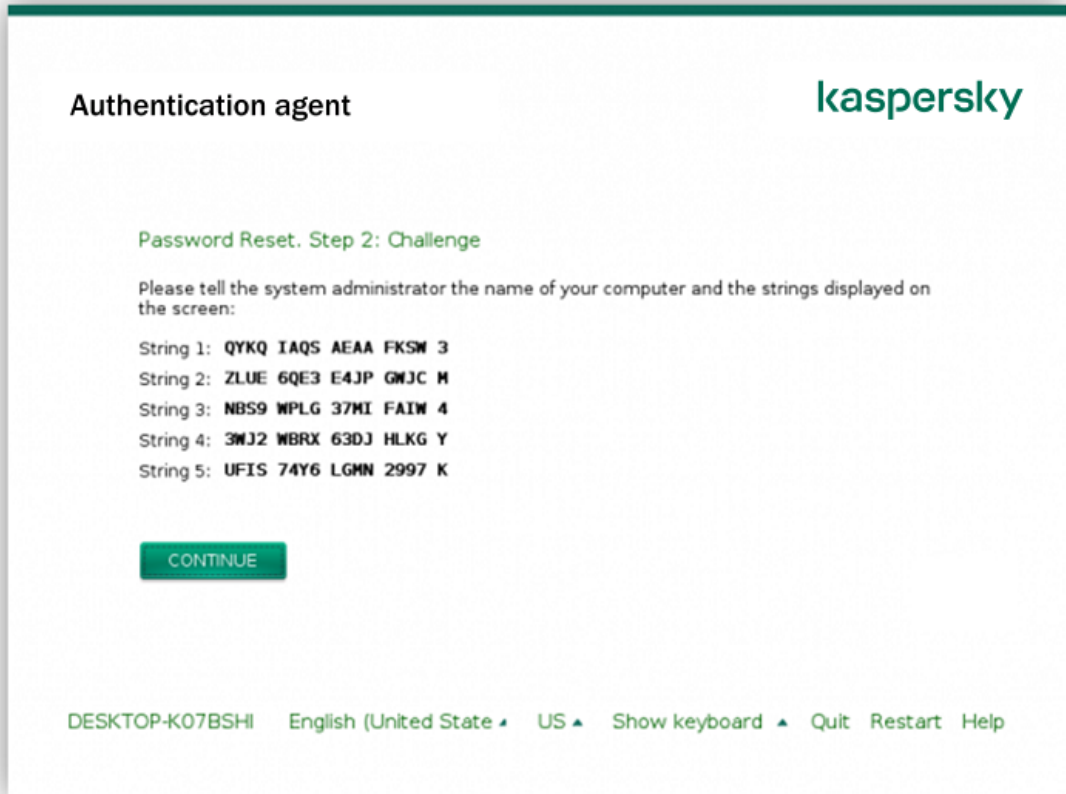 Authentication agent
kaspersky
Password Reset. Step 2: Challenge
Please tell the system administrator the name of your computer and the strings displayed on
the screen:
String 1: QYKQ IAQS AEAA FKSW 3
String 2: ZLUE 6QE3 E4JP GWJC M
String 3: NBS9 WPLG 37MI FAIW 4
String 4: 3WJ2 WBRX 63DJ HLKG Y
String 5: UFIS 74Y6 LGMN 2997 K
CONTINUE
DESKTOP-K07BSHI English (United State US Show keyboard Quit Restart Help